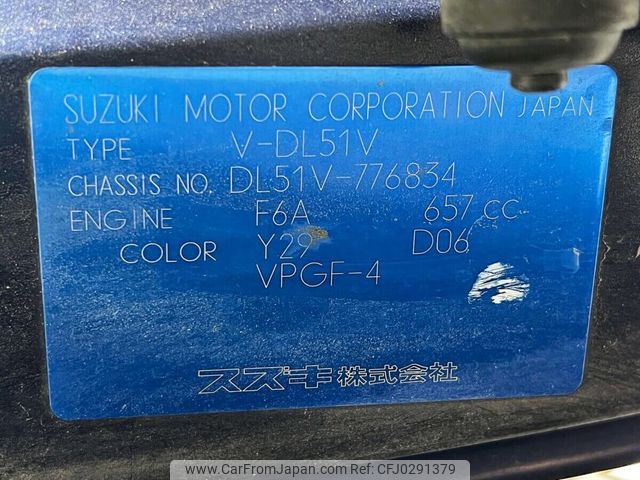 SUZUKI MOTOR CORPORATION JAPAN
TYPE V-DL51V
CHASSIS NO. DL51V-776834
ENGINE F6A 657 CC
COLOR Y29 D06
VPGF-4
スズキ株式会社
www.CarFromJapan.com - Ref No. CFJ0291379